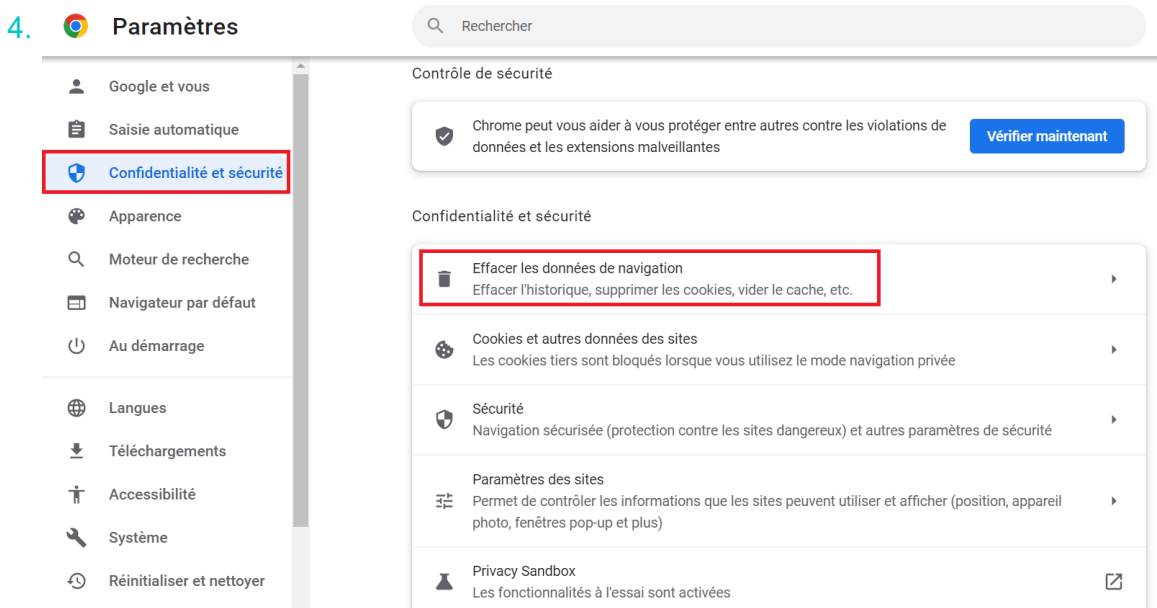 4.
Paramètres
Rechercher
Google et vous
Saisie automatique
Confidentialité et sécurité
Apparence
Moteur de recherche
Navigateur par défaut
Au démarrage
Langues
Téléchargements
Accessibilité
Système
Réinitialiser et nettoyer
Contrôle de sécurité
Chrome peut vous aider à vous protéger entre autres contre les violations de
données et les extensions malveillantes
Vérifier maintenant
Confidentialité et sécurité
Effacer les données de navigation
Effacer l'historique, supprimer les cookies, vider le cache, etc.
Cookies et autres données des sites
Les cookies tiers sont bloqués lorsque vous utilisez le mode navigation privée
Sécurité
Navigation sécurisée (protection contre les sites dangereux) et autres paramètres de sécurité
Paramètres des sites
Permet de contrôler les informations que les sites peuvent utiliser et afficher (position, appareil
photo, fenêtres pop-up et plus)
Privacy Sandbox
Les fonctionnalités à l'essai sont activées